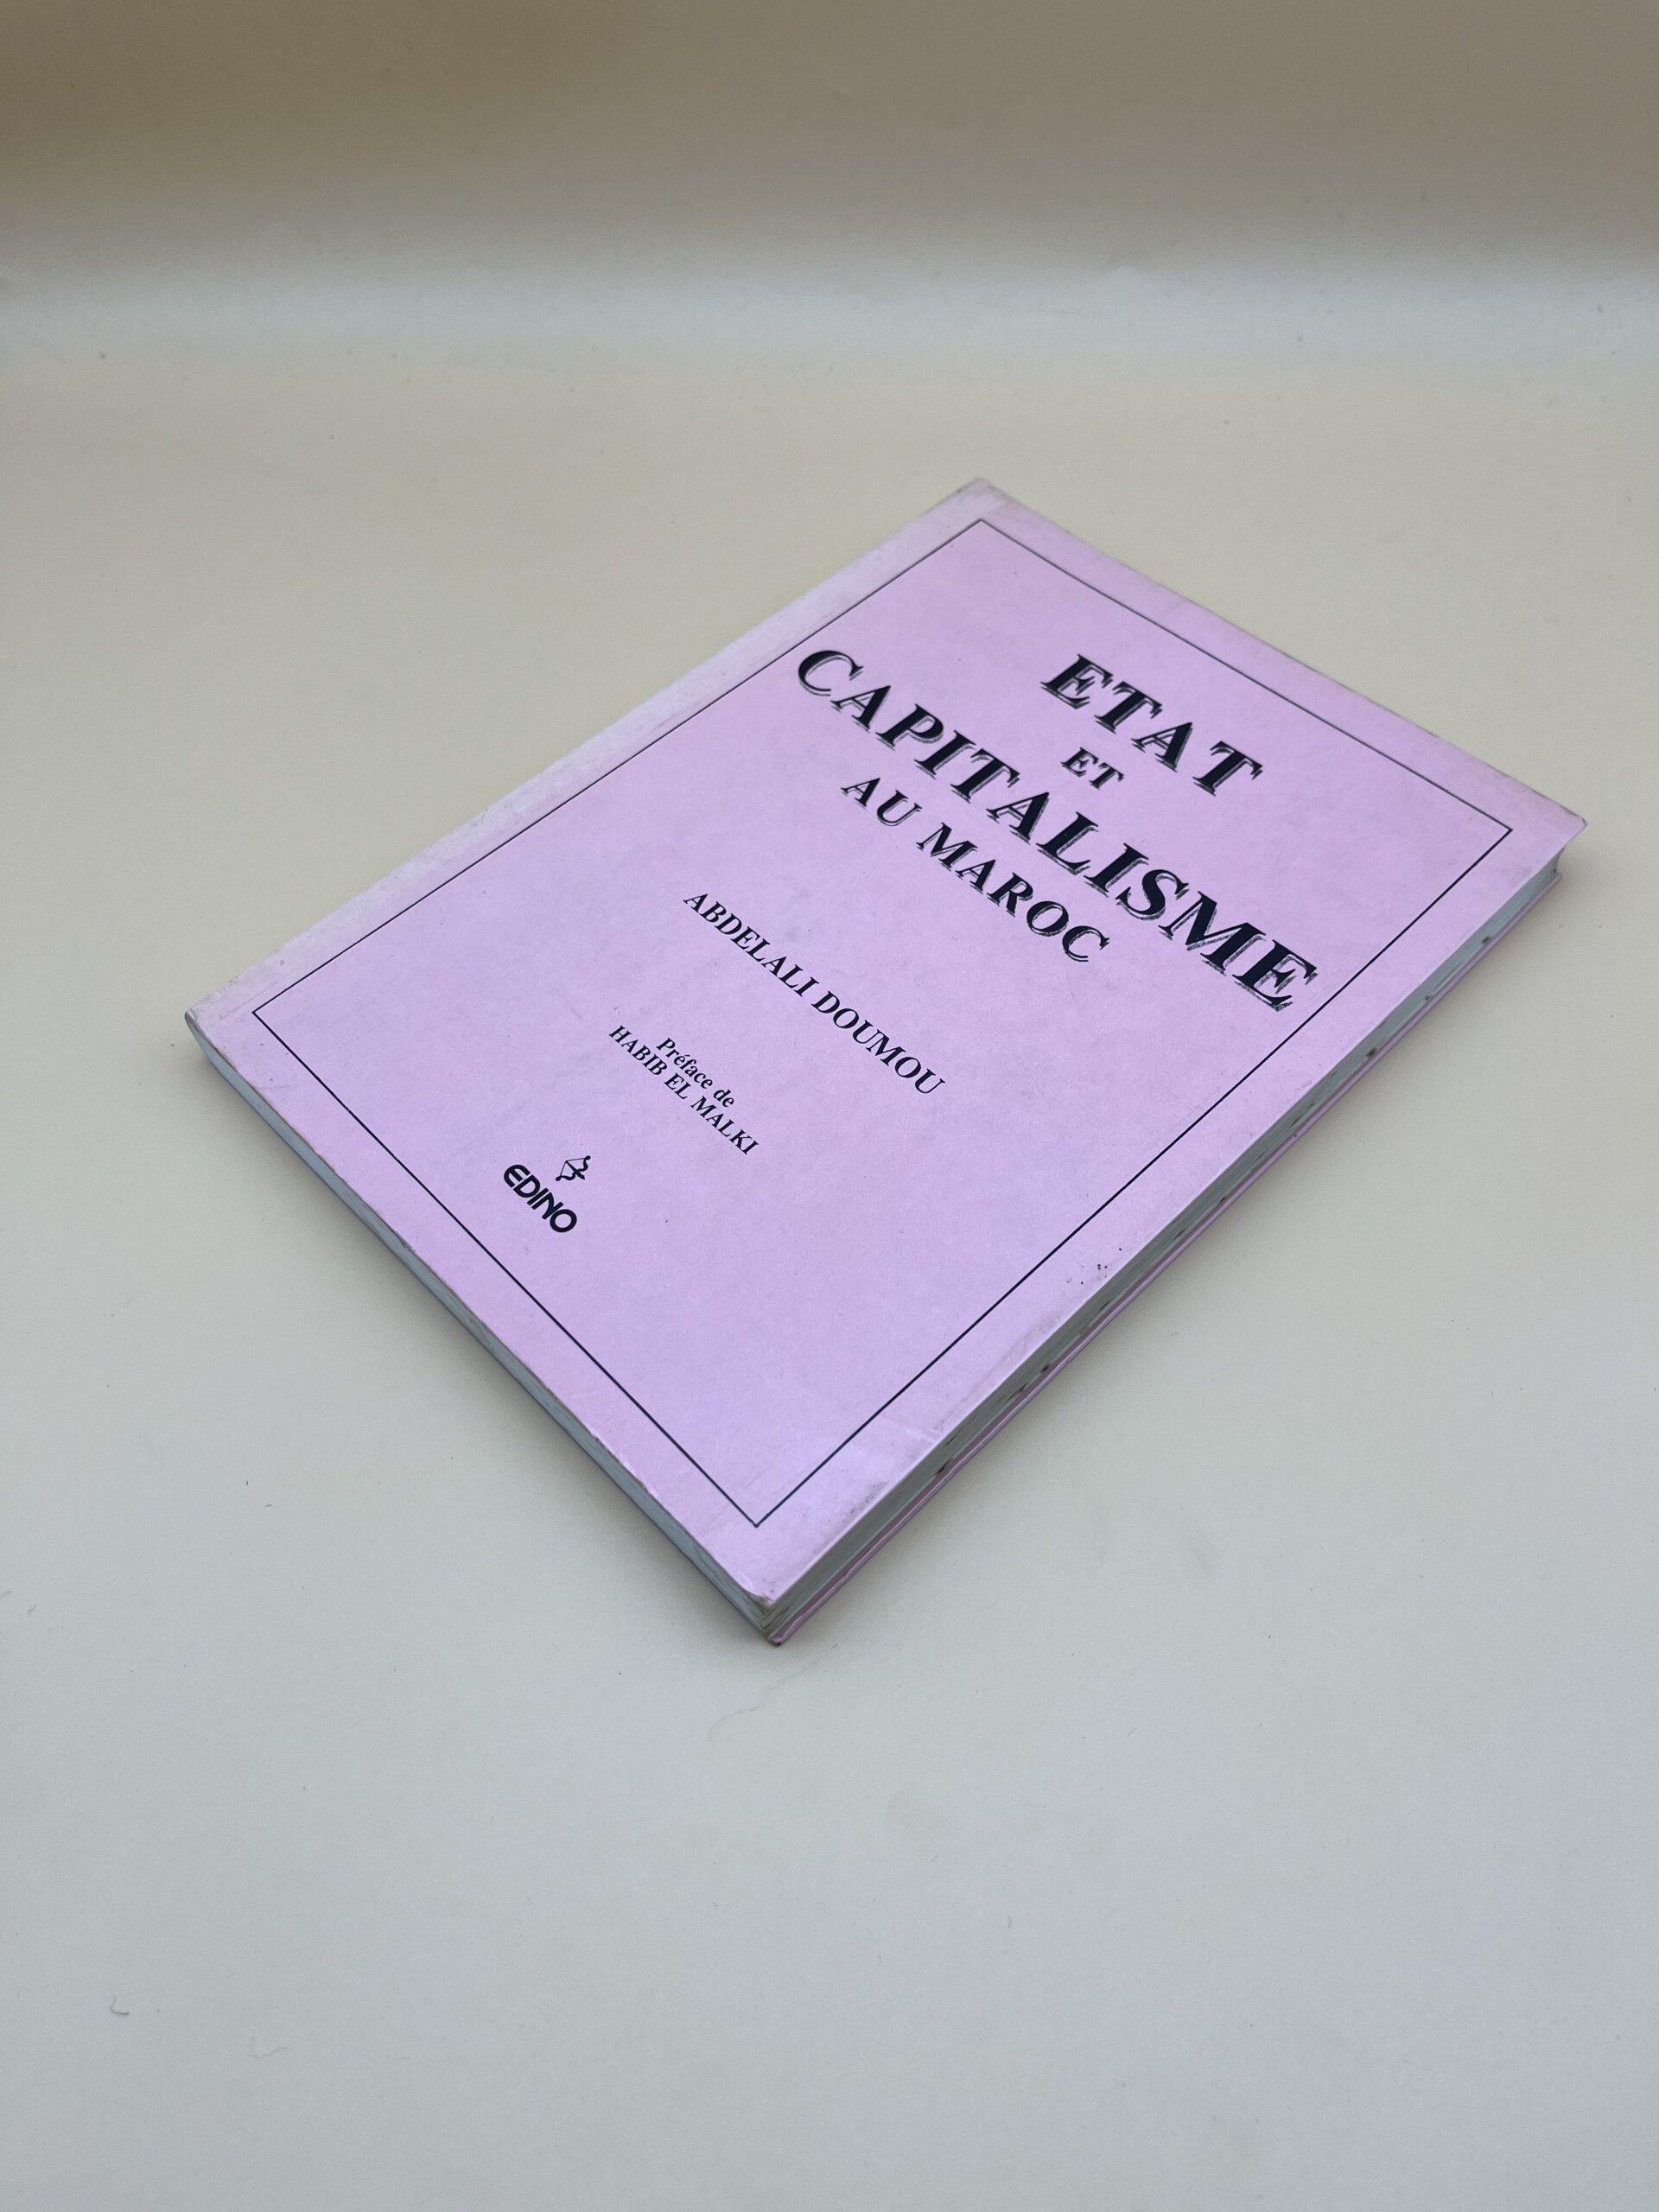 ETAT
ET
CAPITALISME
AU MAROC
ABDELALI DOUMOU
Préface de
HABIB EL MALKI
EDINO